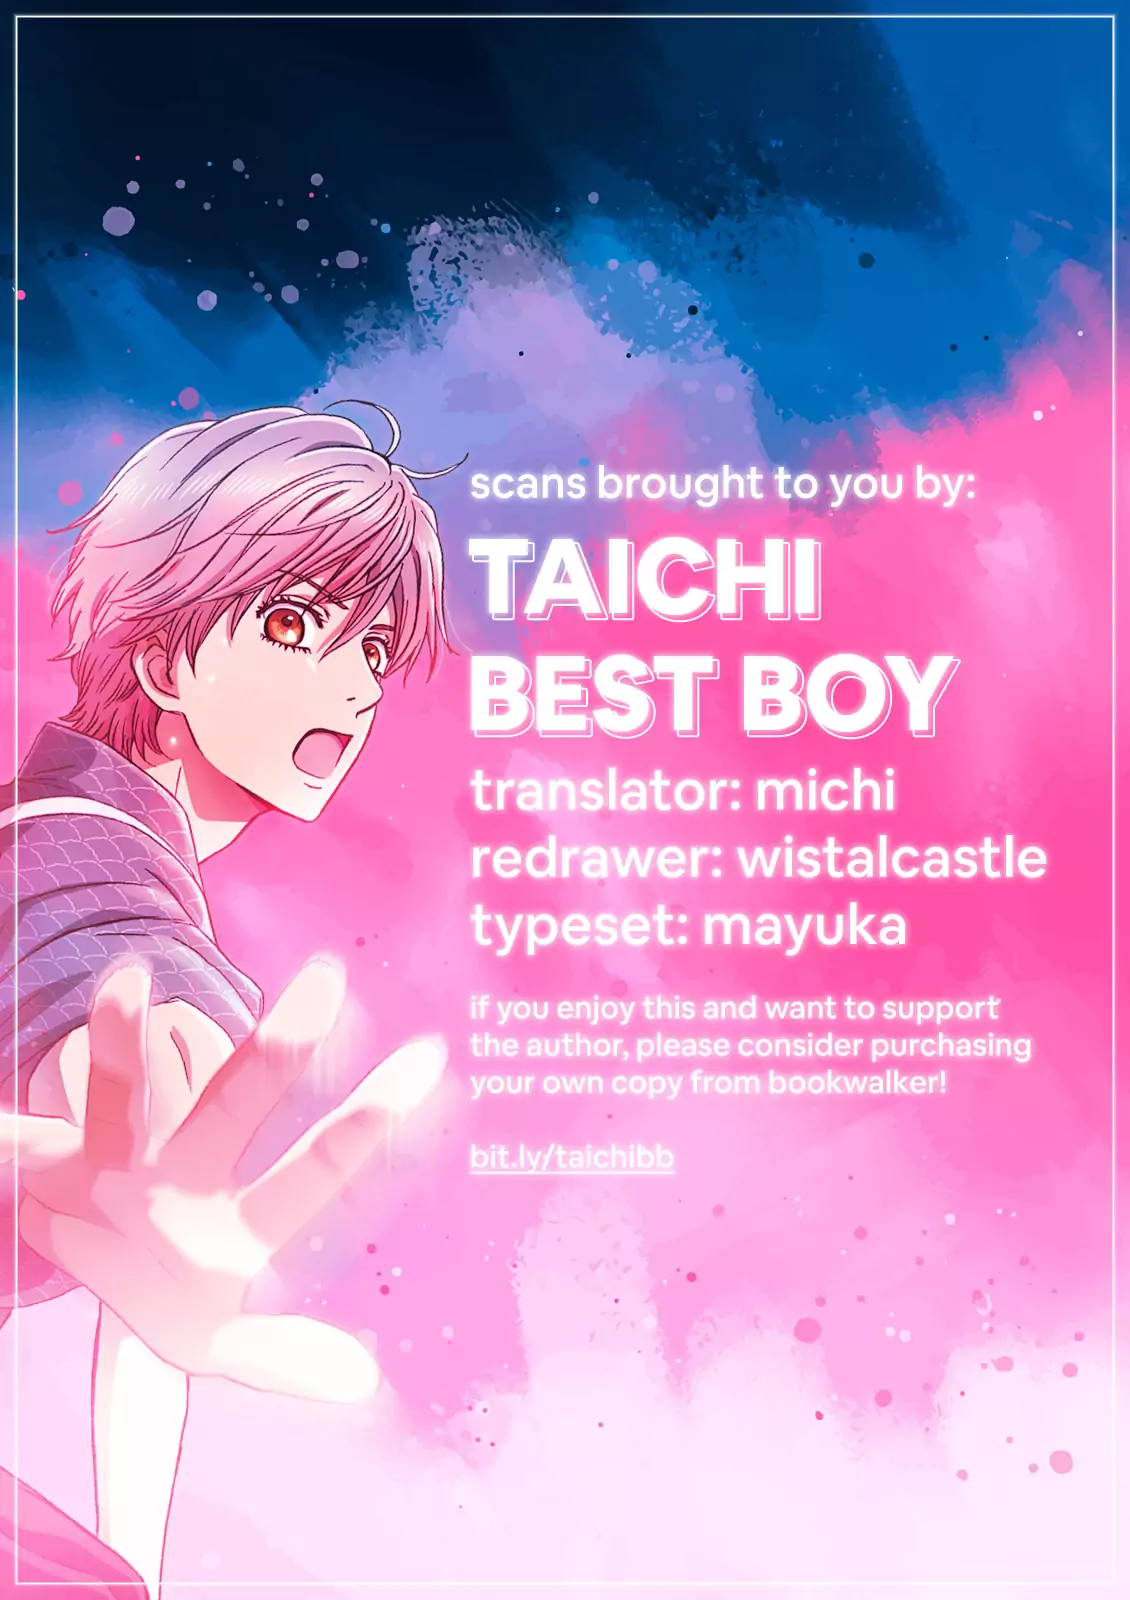 scans brought to you by:
TAICHI
BEST BOY
translator: michi
redrawer: wistalcastle
typeset: mayuka
if you enjoy this and want to support
the author, please consider purchasing
your own copy from bookwalker!
bit.ly/taichibb